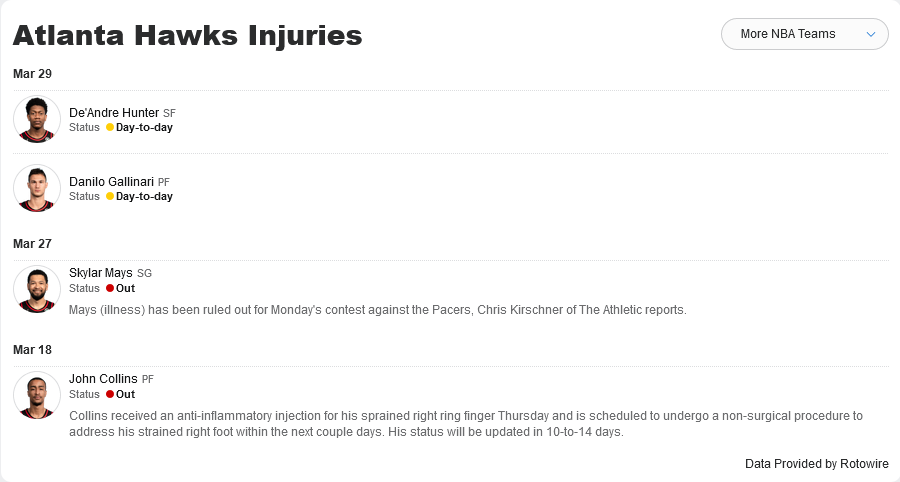 Atlanta Hawks Injuries
More NBA Teams
Mar 29
De'Andre Hunter SF
Status Day-to-day
Danilo Gallinari PF
Status Day-to-day
Mar 27
Skylar Mays SG
Status Out
Mays (illness) has been ruled out for Monday's contest against the Pacers, Chris Kirschner of The Athletic reports.
Mar 18
John Collins PF
Status Out
Collins received an anti-inflammatory injection for his sprained right ring finger Thursday and is scheduled to undergo a non-surgical procedure to
address his strained right foot within the next couple days. His status will be updated in 10-to-14 days.
Data Provided by Rotowire